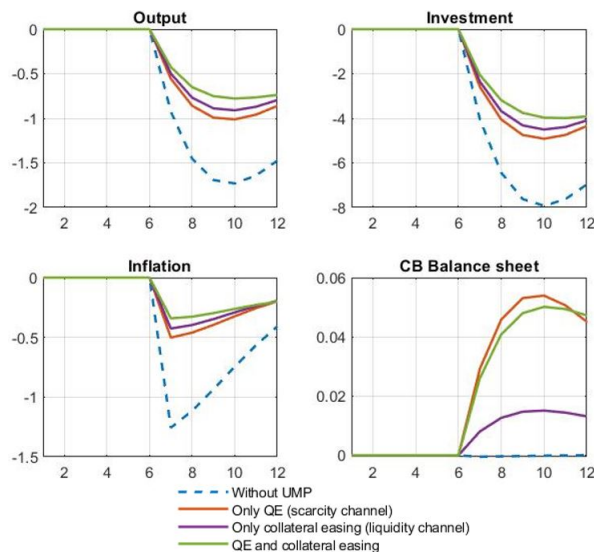 Output
0
-0.5
-1
-1.5
-2
2 4 6 8 10 12
Investment
0
-2
-4
-6
-8
2 4 6 8 10 12
Inflation
0
-0.5
-1
-1.5
2 4 6 8 10 12
CB Balance sheet
0.06
0.04
0.02
0
2 4 6 8 10 12
Without UMP
Only QE (scarcity channel)
Only collateral easing (liquidity channel)
QE and collateral easing